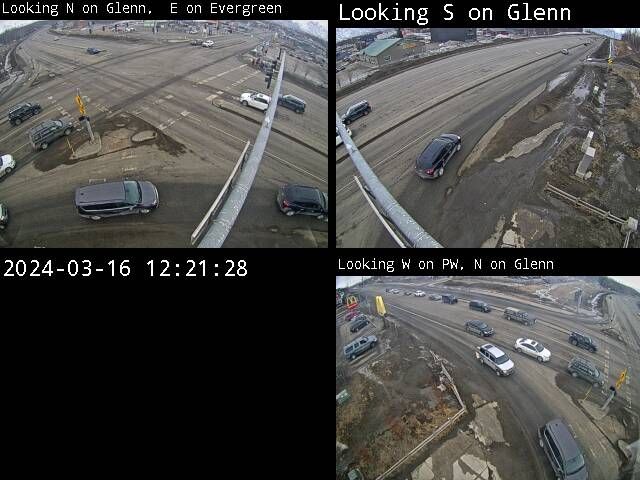 Looking N on Glenn,  E on Evergreen
Looking S on Glenn
2024-03-16 12:21:28
Looking W on PW, N on Glenn